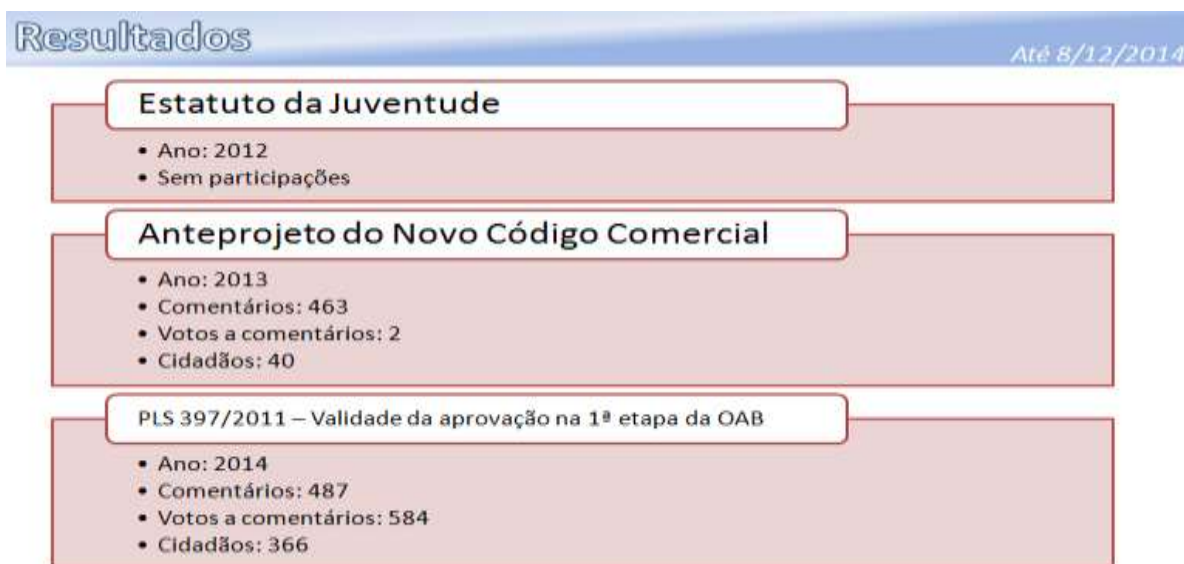 Resultados
Até 8/12/2014
Estatuto da Juventude
• Ano: 2012
• Sem participações
Anteprojeto do Novo Código Comercial
• Ano: 2013
• Comentários: 463
• Votos a comentários: 2
• Cidadãos: 40
PLS 397/2011 – Validade da aprovação na 1ª etapa da OAB
• Ano: 2014
• Comentários: 487
• Votos a comentários: 584
• Cidadãos: 366